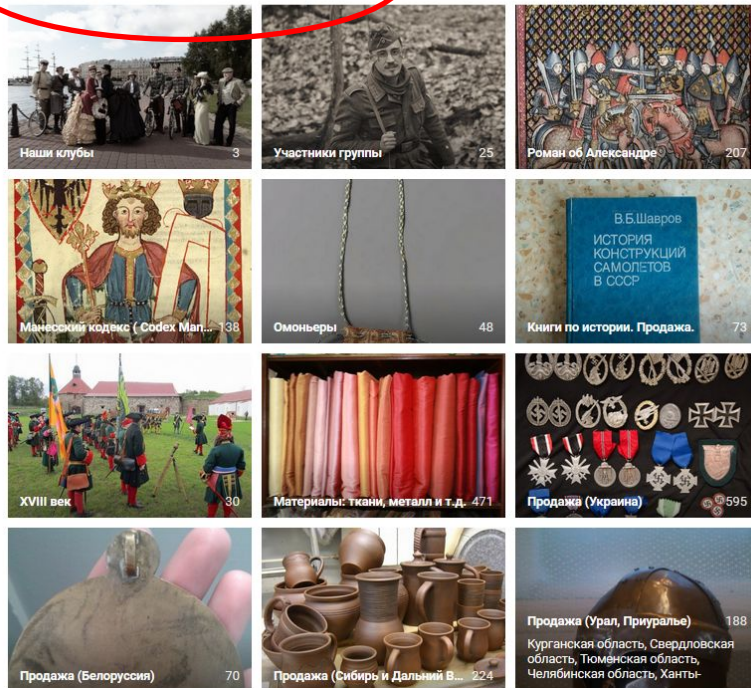 Наши клубы 3
Участники группы 25
Роман об Александре 207
Манесский кодекс ( Codex Man... 138
Омоньеры 48
В.Б.Шавров
ИСТОРИЯ
КОНСТРУКЦИЙ
САМОЛЕТОВ
В СССР
Книги по истории. Продажа. 73
XVIII век 30
Материалы: ткани, металл и т.д. 471
Продажа (Украина) 595
Продажа (Белоруссия) 70
Продажа (Сибирь и Дальний В... 224
Продажа (Урал, Приуралье) 188
Курганская область, Свердловская
область, Тюменская область,
Челябинская область, Ханты-